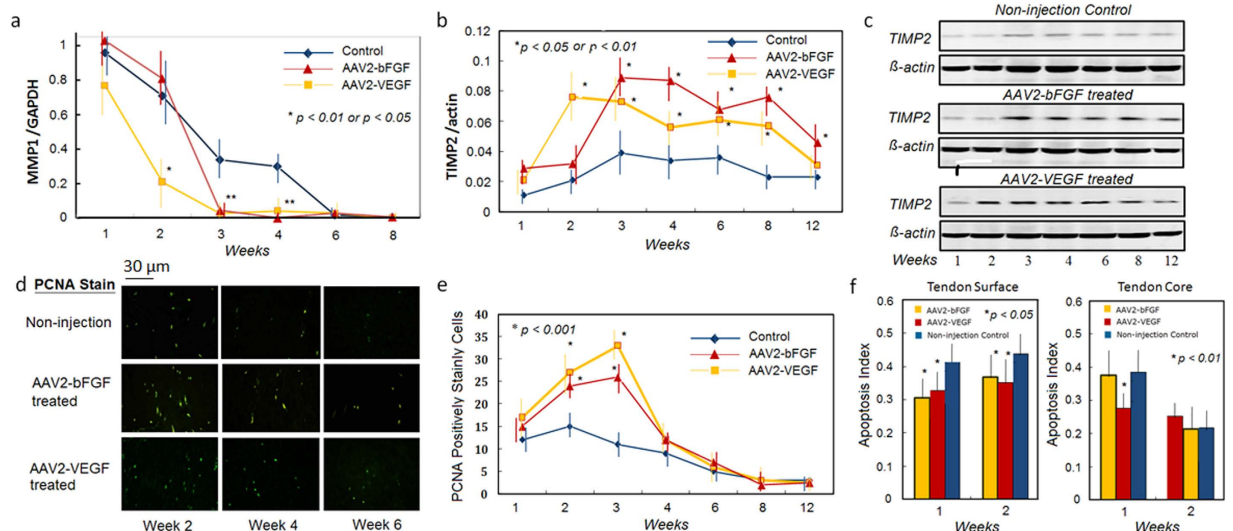 a
MMP1 /GAPDH
1
0.8
0.6
0.4
0.2
0
Control
AAV2-bFGF
AAV2-VEGF
* p < 0.01 or p < 0.05
*
**
**
1 2 3 4 6 8
Weeks
b
TIMP2 /actin
0.12
0.1
0.08
0.06
0.04
0.02
0
*p < 0.05 or p < 0.01
Control
AAV2-bFGF
AAV2-VEGF
* * * * *
* * * * *
1 2 3 4 6 8 12
Weeks
c
Non-injection Control
TIMP2
ß-actin
AAV2-bFGF treated
TIMP2
ß-actin
AAV2-VEGF treated
TIMP2
ß-actin
Weeks 1 2 3 4 6 8 12
d
30 µm
PCNA Stain
Non-injection
AAV2-bFGF
treated
AAV2-VEGF
treated
Week 2 Week 4 Week 6
e
PCNA Positively Stainly Cells
40
35
30
25
20
15
10
5
0
* p < 0.001
Control
AAV2-bFGF
AAV2-VEGF
* *
* *
1 2 3 4 6 8 12
Weeks
f
Tendon Surface
Apoptosis Index
0.6
0.5
0.4
0.3
0.2
0.1
0
AAV2-bFGF
AAV2-VEGF
Non-injection Control
*p < 0.05
* * * *
1 2
Weeks
Tendon Core
Apoptosis Index
0.6
0.5
0.4
0.3
0.2
0.1
0
AAV2-bFGF
AAV2-VEGF
Non-injection Control
* p < 0.01
*
1 2
Weeks